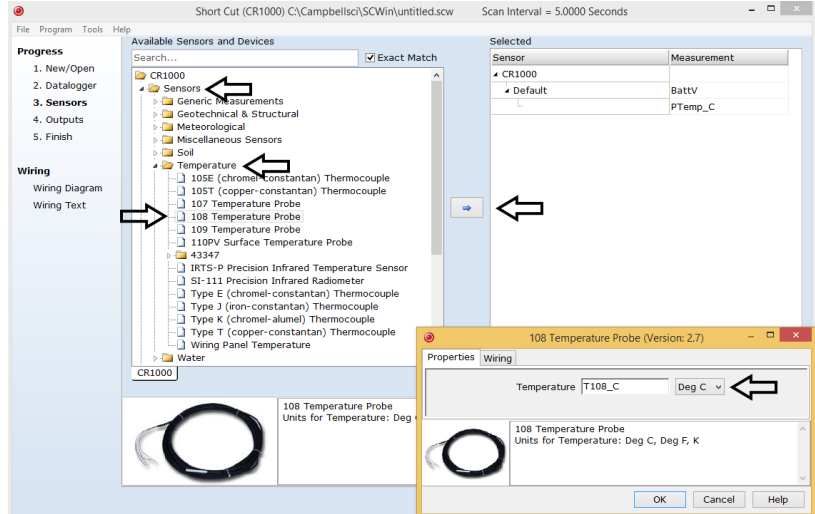 Short Cut (CR1000) C:\Campbellsci\SCWin\untitled.scw Scan Interval = 5.0000 Seconds
File Program Tools Help
Progress
1. New/Open
2. Datalogger
3. Sensors
4. Outputs
5. Finish
Wiring
Wiring Diagram
Wiring Text
Available Sensors and Devices
Search...
Exact Match
CR1000
Sensors
Generic Measurements
Geotechnical & Structural
Meteorological
Miscellaneous Sensors
Soil
Temperature
105E (chromel-constantan) Thermocouple
105T (copper-constantan) Thermocouple
107 Temperature Probe
108 Temperature Probe
109 Temperature Probe
110PV Surface Temperature Probe
43347
IRTS-P Precision Infrared Temperature Sensor
SI-111 Precision Infrared Radiometer
Type E (chromel-constantan) Thermocouple
Type J (iron-constantan) Thermocouple
Type K (chromel-alumel) Thermocouple
Type T (copper-constantan) Thermocouple
Wiring Panel Temperature
Water
CR1000
108 Temperature Probe
Units for Temperature: Deg
Selected
Sensor Measurement
CR1000
Default BattV
PTemp_C
108 Temperature Probe (Version: 2.7)
Properties Wiring
Temperature T108_C Deg C
108 Temperature Probe
Units for Temperature: Deg C, Deg F, K
OK Cancel Help